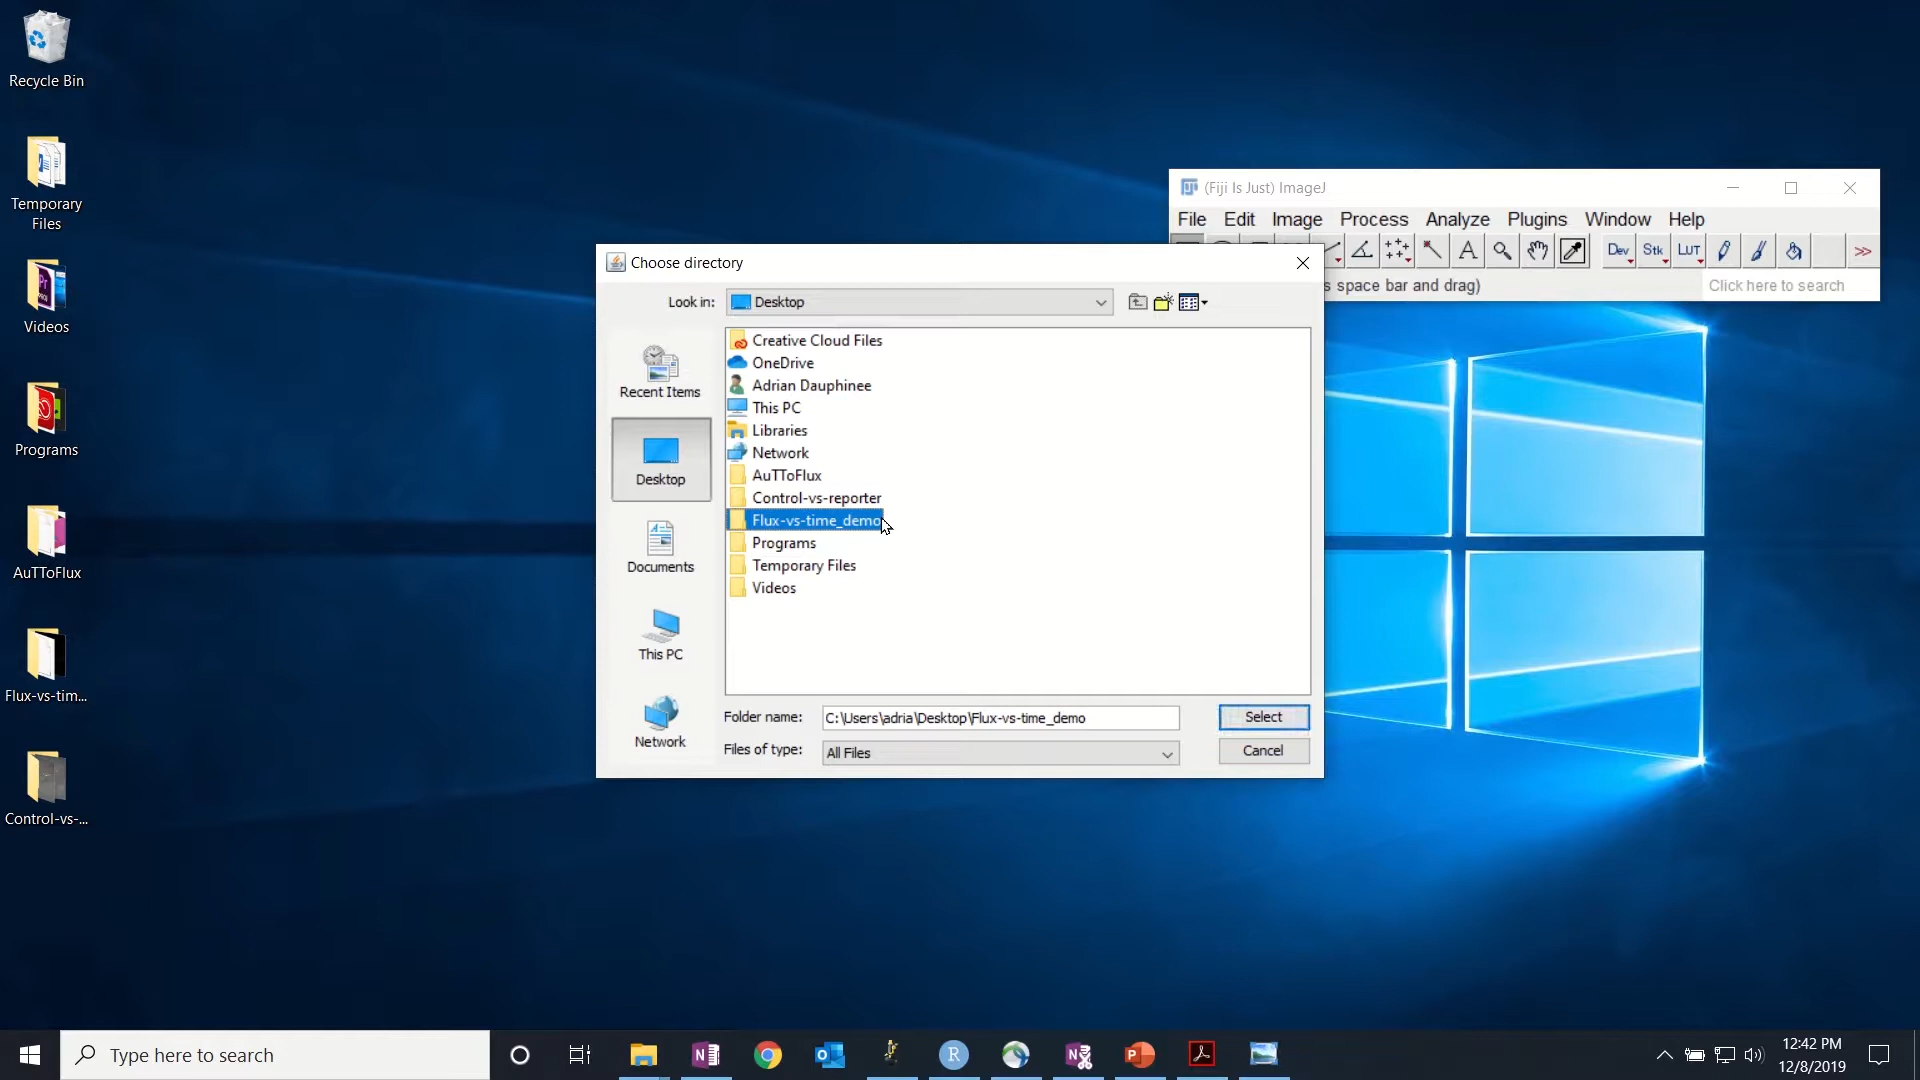 Recycle Bin
Temporary
Files
Videos
Programs
AuTToFlux
Flux-vs-tim...
Control-vs-...
(Fiji Is Just) ImageJ
File Edit Image Process Analyze Plugins Window Help
A Dev Stk LUT >>
s space bar and drag)
Click here to search
Choose directory
Look in: Desktop
Recent Items
Desktop
Documents
This PC
Network
Creative Cloud Files
OneDrive
Adrian Dauphinee
This PC
Libraries
Network
AuTToFlux
Control-vs-reporter
Flux-vs-time_demo
Programs
Temporary Files
Videos
Folder name: C:\Users\adria\Desktop\Flux-vs-time_demo
Select
Files of type: All Files
Cancel
Type here to search
12:42 PM
12/8/2019